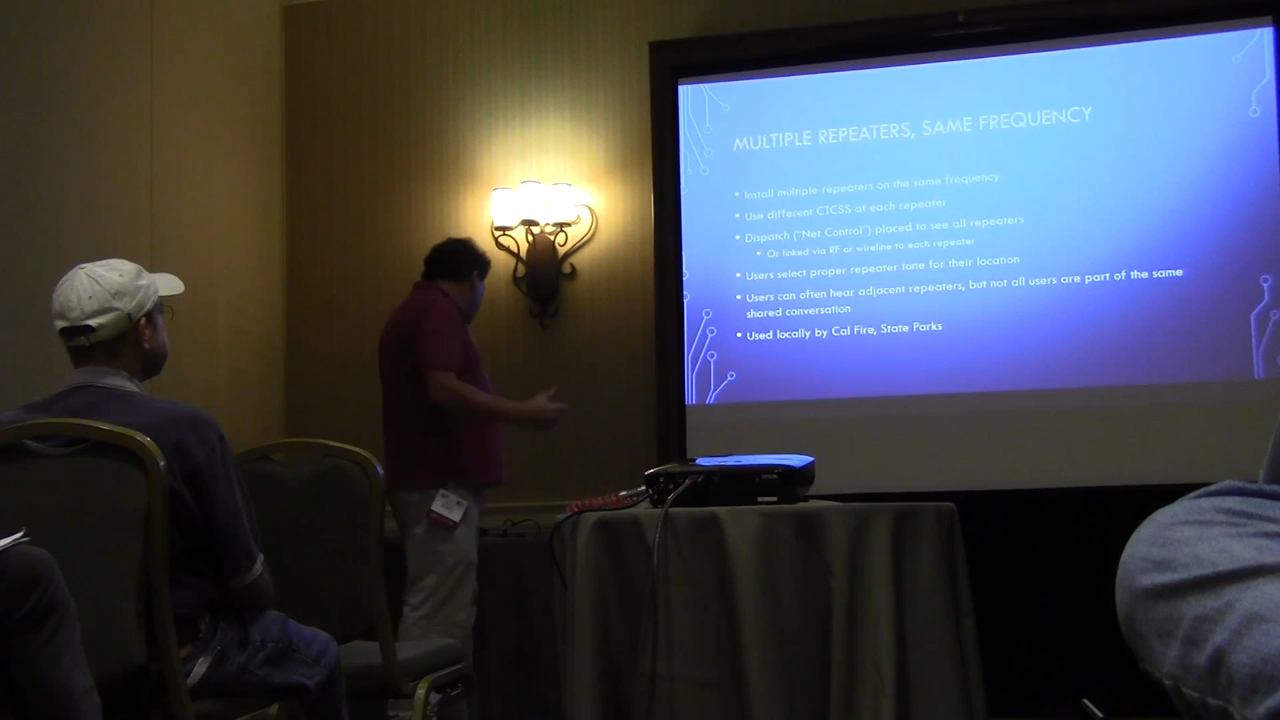 MULTIPLE REPEATERS, SAME FREQUENCY
Install multiple repeaters on the same frequency
Use different CTCSS at each repeater
Dispatch ("Net Control") placed to see all repeaters
Or linked via RF or wireline to each repeater
Users select proper repeater tone for their location
Users can often hear adjacent repeaters, but not all users are part of the same
shared conversation
Used locally by Cal Fire, State Parks
EPSON